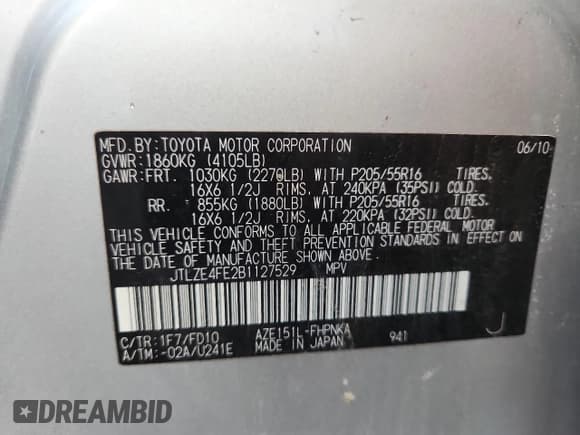 MFD. BY: TOYOTA MOTOR CORPORATION 06/10
GVWR: 1860KG (4105LB)
GAWR: FRT. 1030KG (2270LB) WITH P205/55R16 TIRES.
16X6 1/2J RIMS. AT 240KPA (35PSI) COLD.
RR. 855KG (1880LB) WITH P205/55R16 TIRES.
16X6 1/2J RIMS. AT 220KPA (32PSI) COLD.
THIS VEHICLE CONFORMS TO ALL APPLICABLE FEDERAL MOTOR
VEHICLE SAFETY AND THEFT PREVENTION STANDARDS IN EFFECT ON
THE DATE OF MANUFACTURE SHOWN ABOVE.
JTLZE4FE2B1127529 MPV
C/TR: 1F7/FD10 AZE151L-FHPNKA 941 J
A/TM: -02A/U241E MADE IN JAPAN
DREAMBID